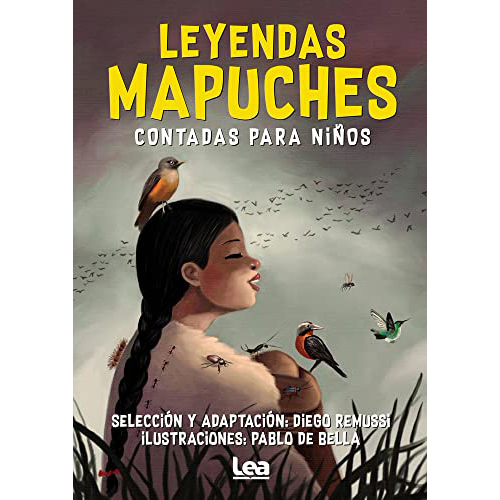 LEYENDAS
MAPUCHES
CONTADAS PARA NIÑOS
SELECCIÓN Y ADAPTACIÓN: DIEGO REMUSSI
ILUSTRACIONES: PABLO DE BELLA
Lea